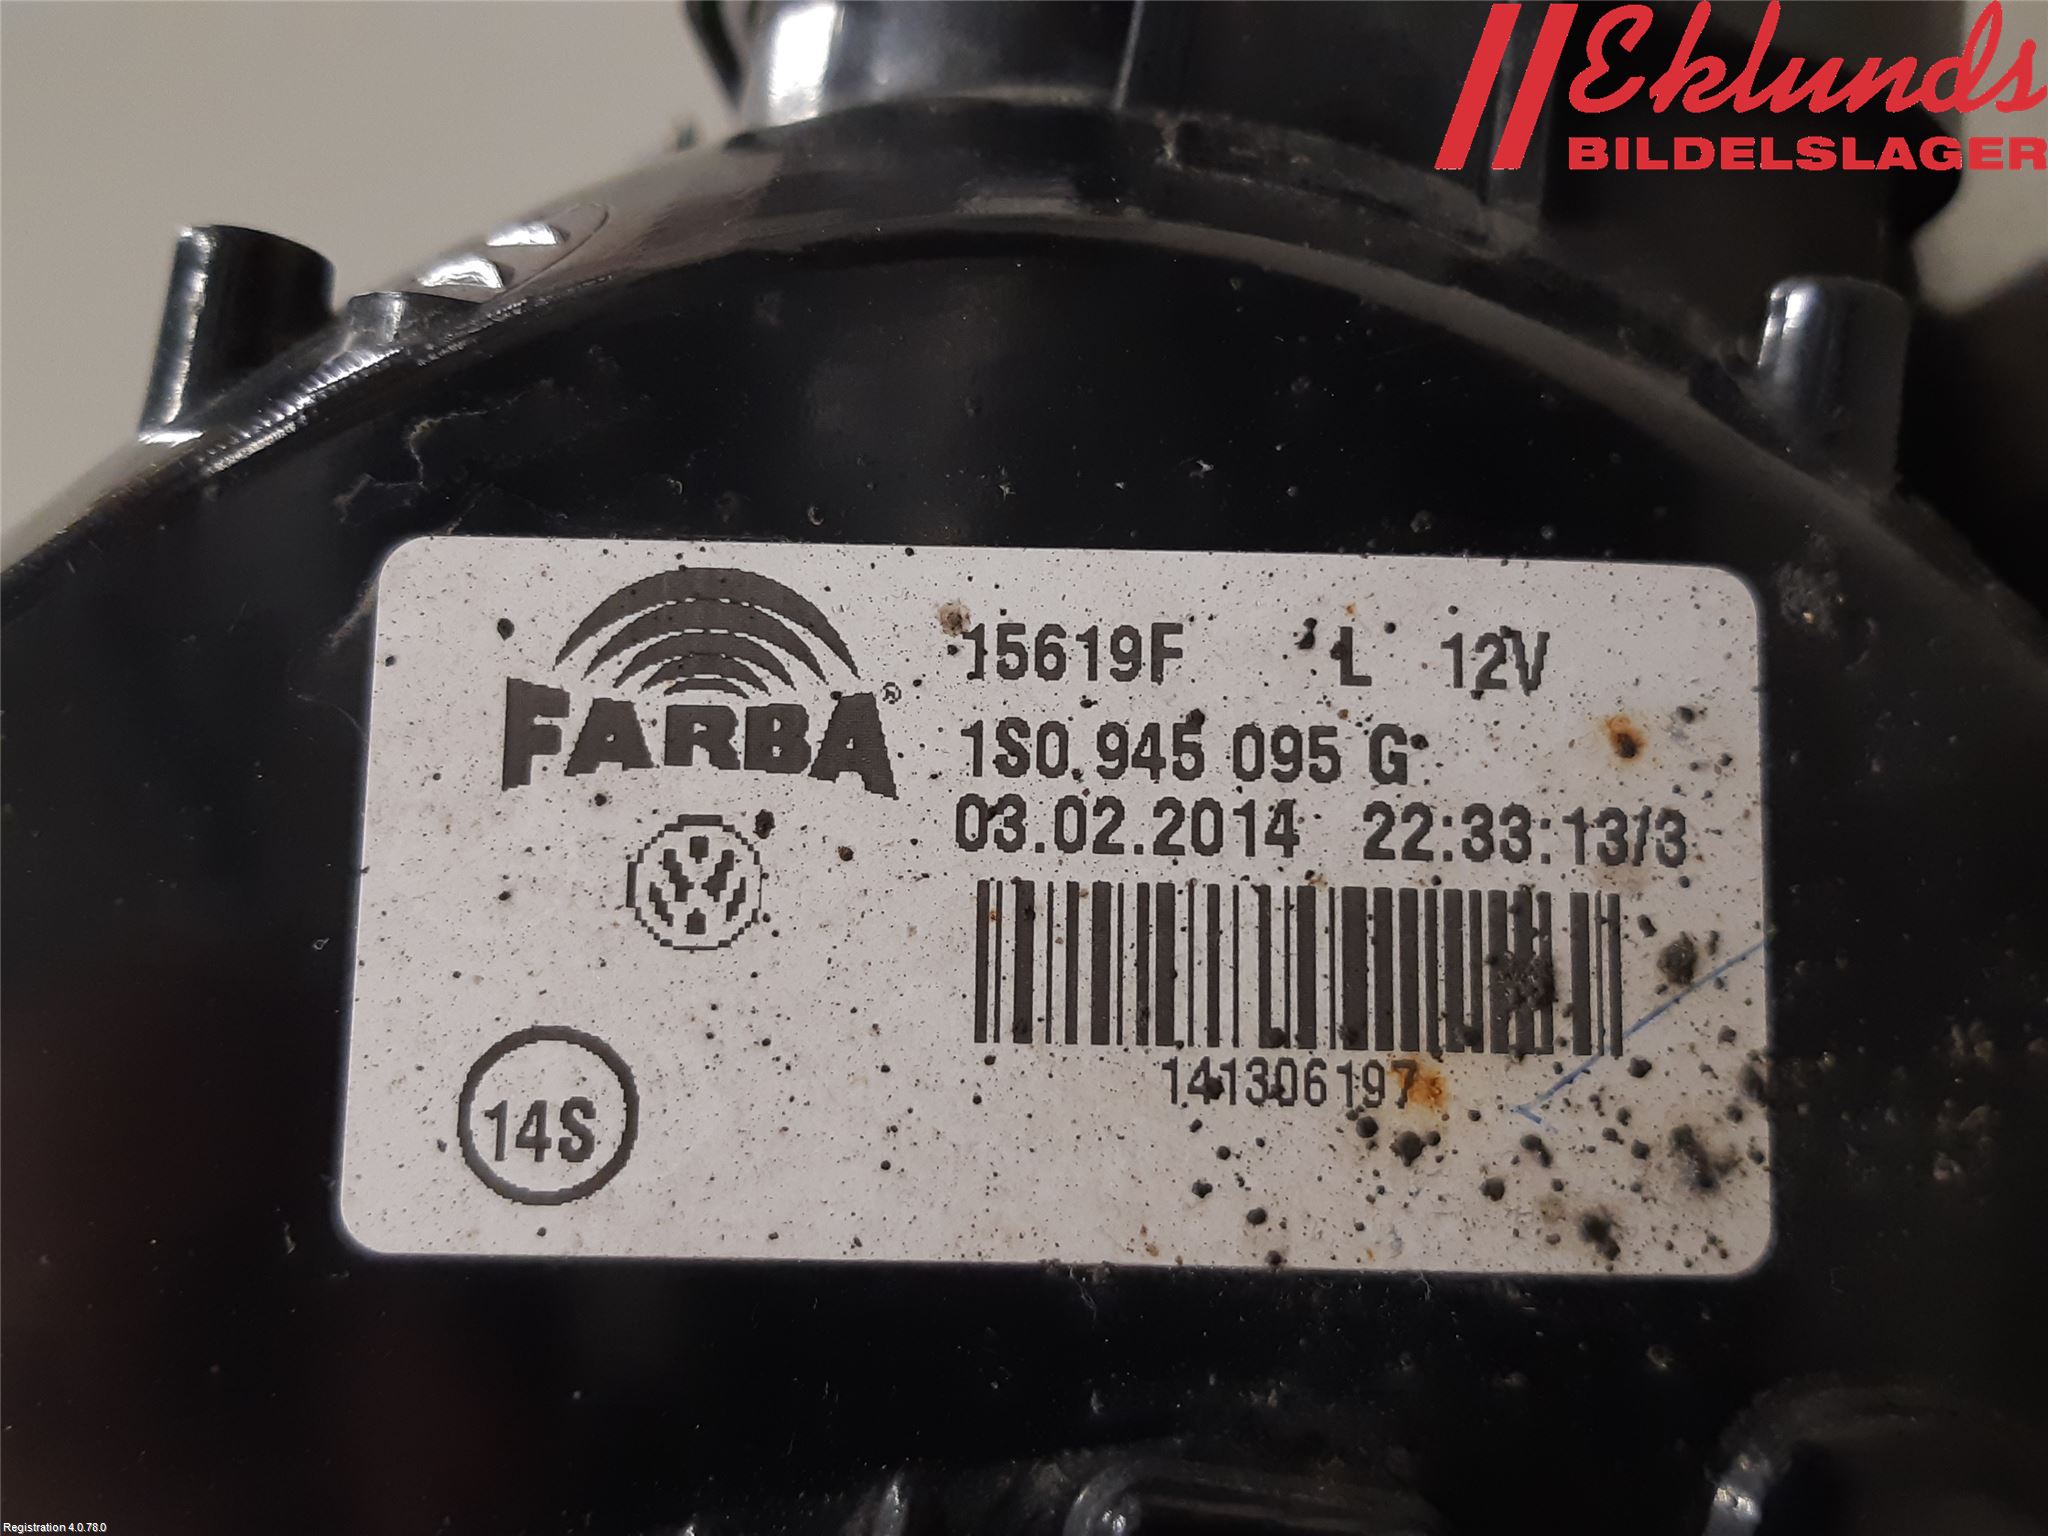 Eklunds
BILDELSLAGER
FARBA®
15619F L 12V
1S0 945 095 G
03.02.2014 22:33:13/3
141306197
14S
Registration 4.0.78.0